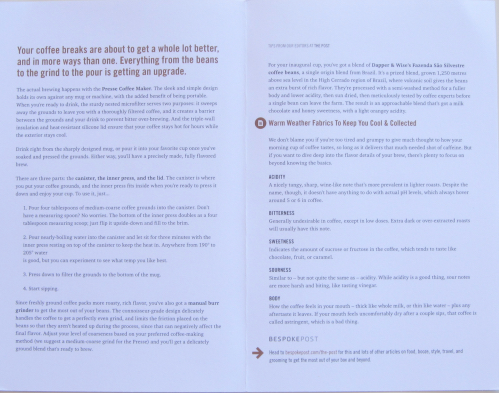 Your coffee breaks are about to get a whole lot better,
and in more ways than one. Everything from the beans
to the grind to the pour is getting an upgrade.
The actual brewing happens with the Presse Coffee Maker. The sleek and simple design
holds its own against any mug or machine, with the added benefit of being portable.
When you're ready to drink, the sturdy nested microfilter serves two purposes: it sweeps
away the grounds to leave you with a thoroughly filtered coffee, and it creates a barrier
between the grounds and your drink to prevent bitter over-brewing. And the triple-wall
insulation and heat-resistant silicone lid ensure that your coffee stays hot for hours while
the exterior stays cool.
Drink right from the sharply designed mug, or pour it into your favorite cup once you've
soaked and pressed the grounds. Either way, you'll have a precisely made, fully flavored
brew.
There are three parts: the canister, the inner press, and the lid. The canister is where
you put your coffee grounds, and the inner press fits inside when you're ready to press it
down and enjoy your cup. To use it, just...
1. Pour four tablespoons of medium-coarse coffee grounds into the canister. Don't
have a measuring spoon? No worries. The bottom of the inner press doubles as a four
tablespoon measuring scoop; just flip it upside-down and fill to the brim.
2. Pour nearly-boiling water into the canister and let sit for three minutes with the
inner press resting on top of the canister to keep the heat in. Anywhere from 195° to
205° water
is good, but you can experiment to see what temp you like best.
3. Press down to filter the grounds to the bottom of the mug.
4. Start sipping.
Since freshly ground coffee packs more roasty, rich flavor, you've also got a manual burr
grinder to get the most out of your beans. The connoisseur-grade design delicately
handles the coffee to get a perfectly even grind, and limits the friction placed on the
beans so that they aren't heated up during the process, since that can negatively affect the
final flavor. Adjust your level of coarseness based on your preferred coffee-making
method (we suggest a medium-coarse grind for the Presse) and you'll get a delicately
ground blend that's ready to brew.
For your inaugural cup, you've got a blend of Dapper & Wise's Fazenda São Silvestre
coffee beans, a single origin blend from Brazil. It's a prized blend, grown 1,250 meters
above sea level in the High Cerrado region of Brazil, where volcanic soil gives the beans
an extra burst of rich flavor. They're processed with a semi-washed method for a fuller
body and lower acidity, then sun dried, then meticulously tested by coffee experts before
a single bean can leave the farm. The result is an approachable blend that's got milk
chocolate and honey sweetness, with a light orangey acidity.
Warm Weather Fabrics To Keep You Cool & Collected
We don't blame you if you're too tired and grumpy to give much thought to how your
morning cup of coffee tastes, so long as it delivers that much-needed shot of caffeine. But
if you want to dive deep into the flavor details of your brew, there's plenty to focus on
beyond knowing the basics.
ACIDITY
A nicely tangy, sharp, wine-like note that's more prevalent in lighter roasts. Despite the
name, though, it doesn't have anything to do with actual pH levels, which always hover
around 5 or 6 in coffee.
BITTERNESS
Generally undesirable in coffee, except in low doses. Extra dark or over-extracted roasts
will usually have this note.
SWEETNESS
Indicates the amount of sucrose or fructose in the coffee, which tends to taste like
chocolate, fruit, or caramel.
SOURNESS
Similar to – but not quite the same as – acidity. While acidity is a good thing, sour notes
are more harsh and biting, like tasting vinegar.
BODY
How the coffee feels in your mouth – think like whole milk, or thin like water – plus any
aftertaste it leaves. If your mouth feels uncomfortably dry after a couple sips, that coffee is
called astringent, which is a bad thing.
BESPOKE POST
Head to bespokepost.com/the-post for this and lots of other articles on food, booze, style, travel, and
grooming to get the most out of your box and beyond.